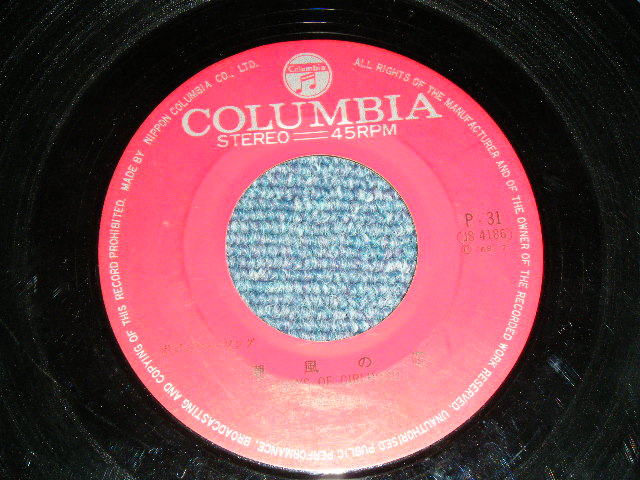 MADE BY NIPPON COLUMBIA CO., LTD. ALL RIGHTS OF THE MANUFACTURER AND OF THE OWNER OF THE RECORDED WORK RESERVED. UNAUTHORISED PUBLIC PERFORMANCE, BROADCASTING AND COPYING OF THIS RECORD PROHIBITED.
Columbia
COLUMBIA
STEREO 45RPM
P-31
(JS 4186)
風の
OF